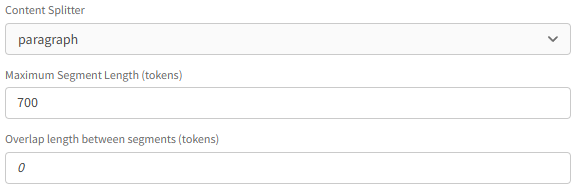 Content Splitter
paragraph
Maximum Segment Length (tokens)
700
Overlap length between segments (tokens)
0